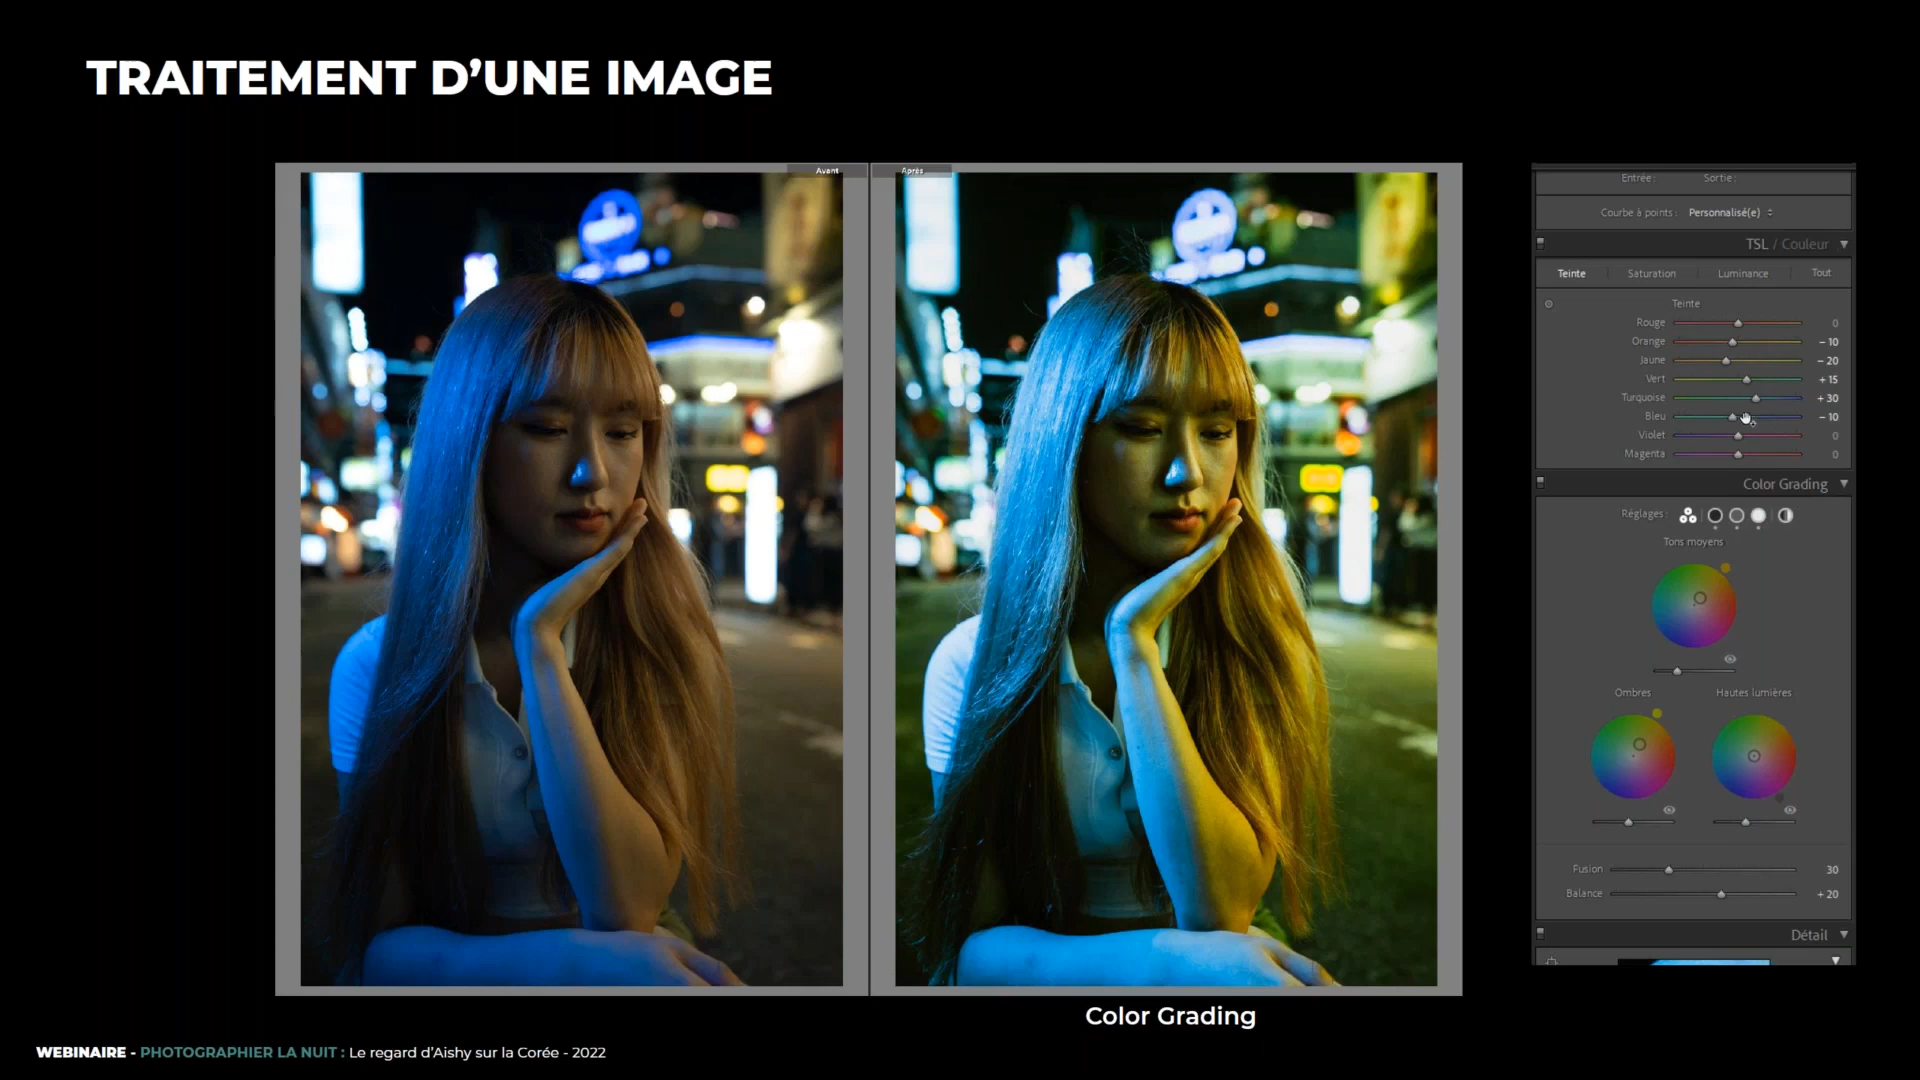 TRAITEMENT D’UNE IMAGE
Avant
Après
Entrée :
Sortie :
Courbe à points : Personnalisé(e)
TSL / Couleur
Teinte
Saturation
Luminance
Tout
Teinte
Rouge 0
Orange – 10
Jaune – 20
Vert + 15
Turquoise + 30
Bleu – 10
Violet 0
Magenta 0
Color Grading
Réglages :
Tons moyens
Ombres
Hautes lumières
Fusion 30
Balance + 20
Détail
Color Grading
WEBINAIRE - PHOTOGRAPHIER LA NUIT : Le regard d’Aishy sur la Corée - 2022